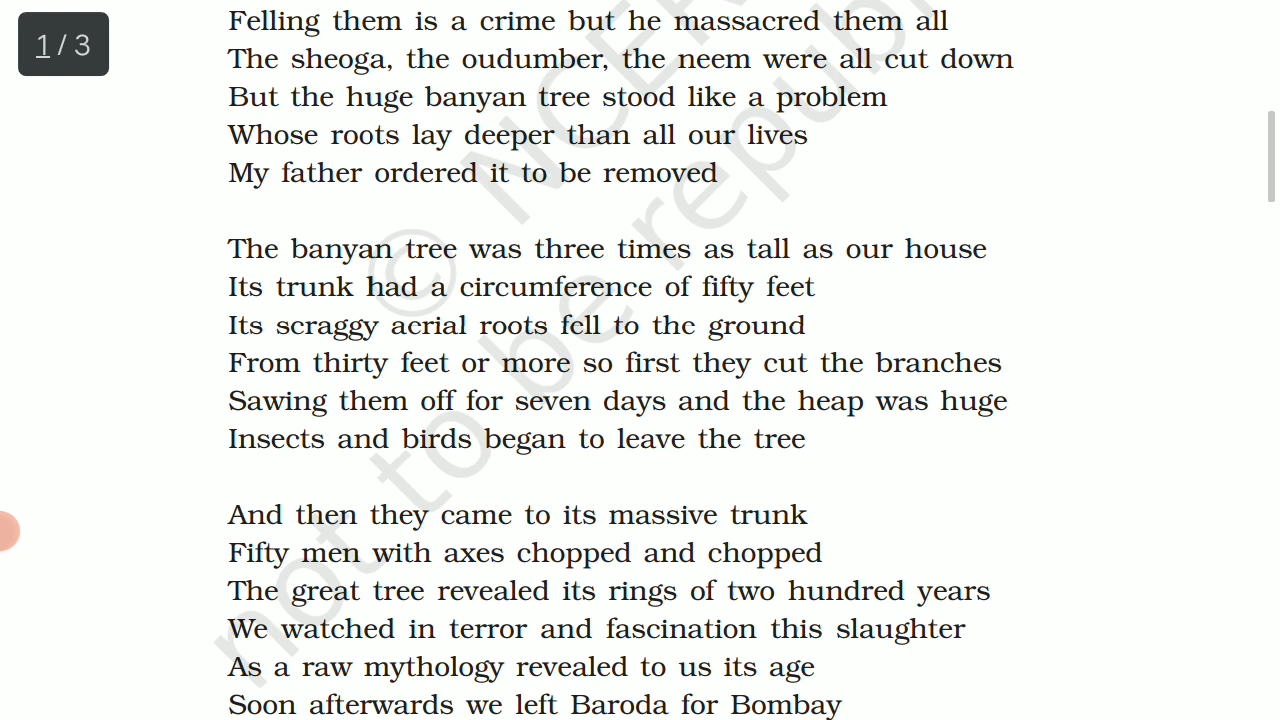 1 / 3
Felling them is a crime but he massacred them all
The sheoga, the oudumber, the neem were all cut down
But the huge banyan tree stood like a problem
Whose roots lay deeper than all our lives
My father ordered it to be removed
The banyan tree was three times as tall as our house
Its trunk had a circumference of fifty feet
Its scraggy aerial roots fell to the ground
From thirty feet or more so first they cut the branches
Sawing them off for seven days and the heap was huge
Insects and birds began to leave the tree
And then they came to its massive trunk
Fifty men with axes chopped and chopped
The great tree revealed its rings of two hundred years
We watched in terror and fascination this slaughter
As a raw mythology revealed to us its age
Soon afterwards we left Baroda for Bombay
© NCER
not to be republ